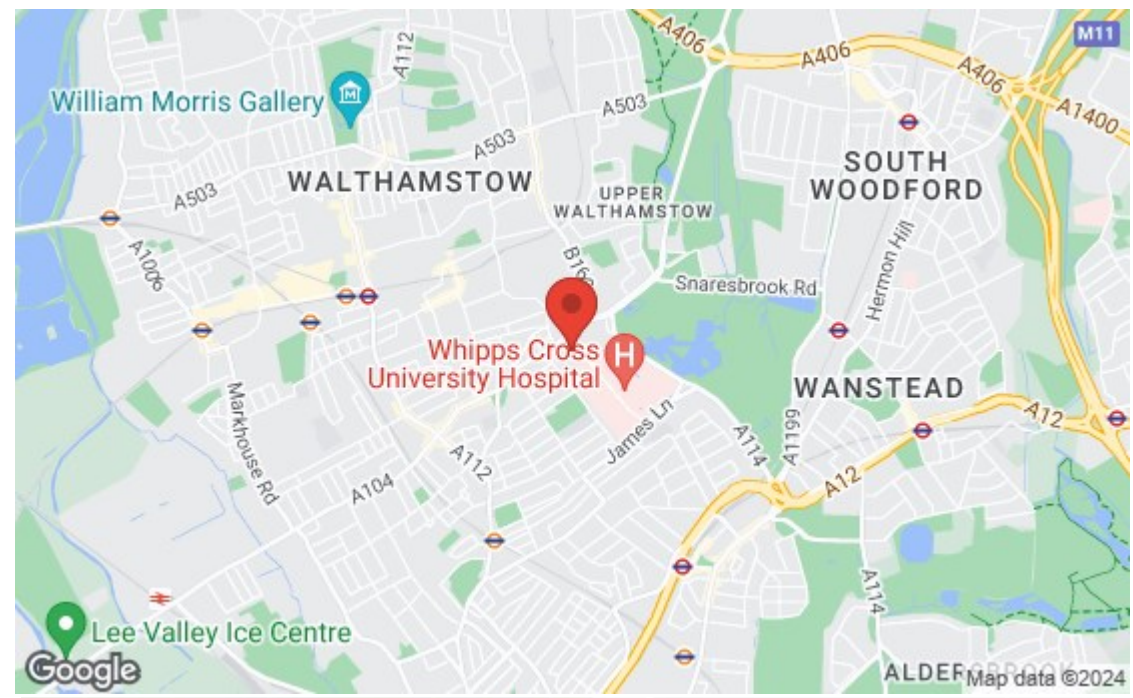 M11
A406
A406
A406
A1400
A112
William Morris Gallery
A503
A503
A503
WALTHAMSTOW
SOUTH
WOODFORD
UPPER
WALTHAMSTOW
A1006
Hermon Hill
Snaresbrook Rd
Whipps Cross
University Hospital
H
WANSTEAD
Markhouse Rd
James Ln
A114
A1199
A12
A12
A112
A104
A114
Lee Valley Ice Centre
Google
Map data ©2024